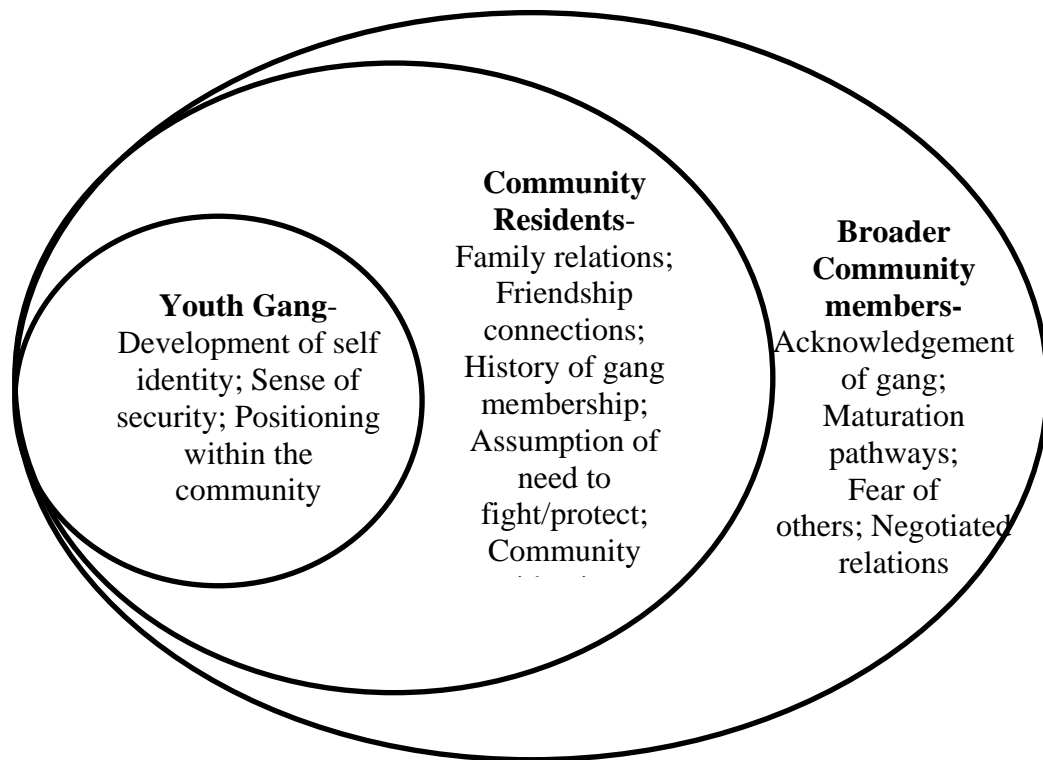 Youth Gang-
Development of self
identity; Sense of
security; Positioning
within the
community
Community
Residents-
Family relations;
Friendship
connections;
History of gang
membership;
Assumption of
need to
fight/protect;
Community
Broader
Community
members-
Acknowledgement
of gang;
Maturation
pathways;
Fear of
others; Negotiated
relations